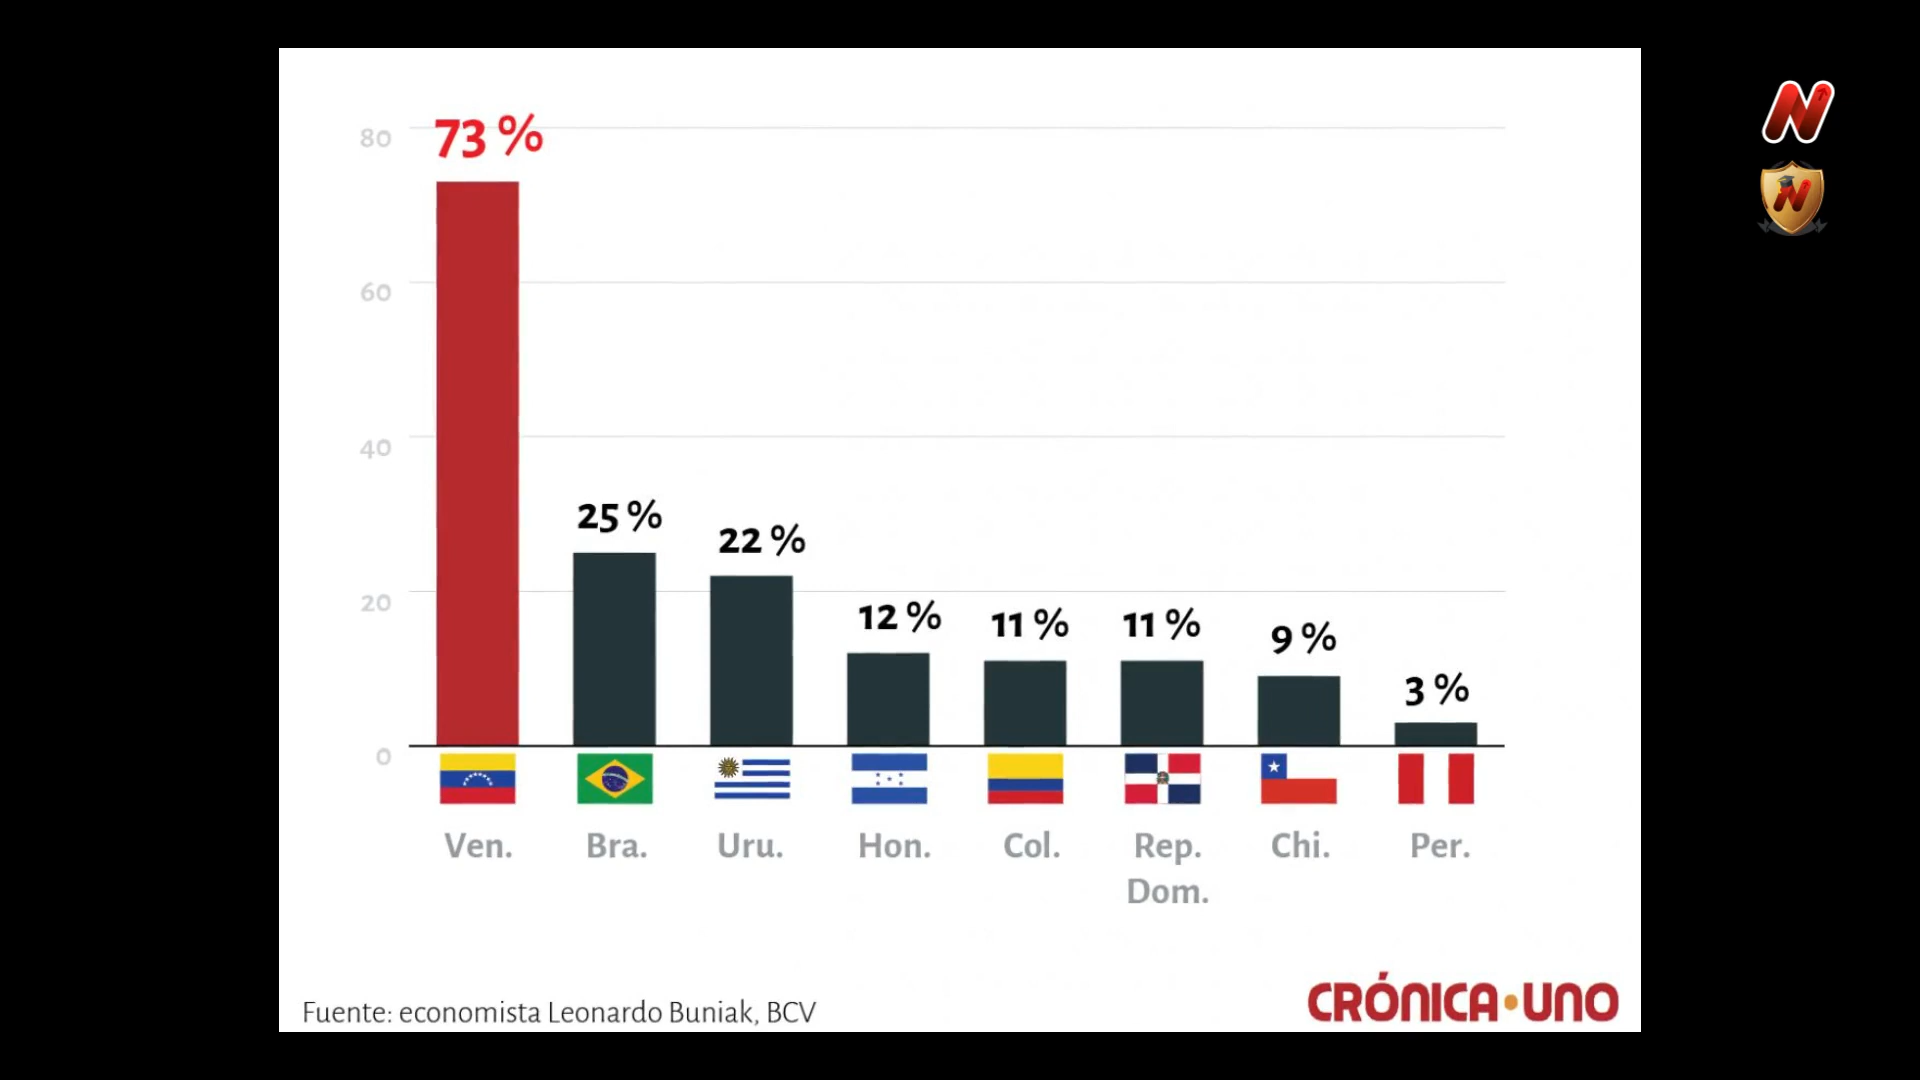 80
73 %
60
40
25 %
22 %
20
12 %
11 %
11 %
9 %
3 %
0
Ven.
Bra.
Uru.
Hon.
Col.
Rep.
Dom.
Chi.
Per.
Fuente: economista Leonardo Buniak, BCV
CRÓNICA•UNO
N
N